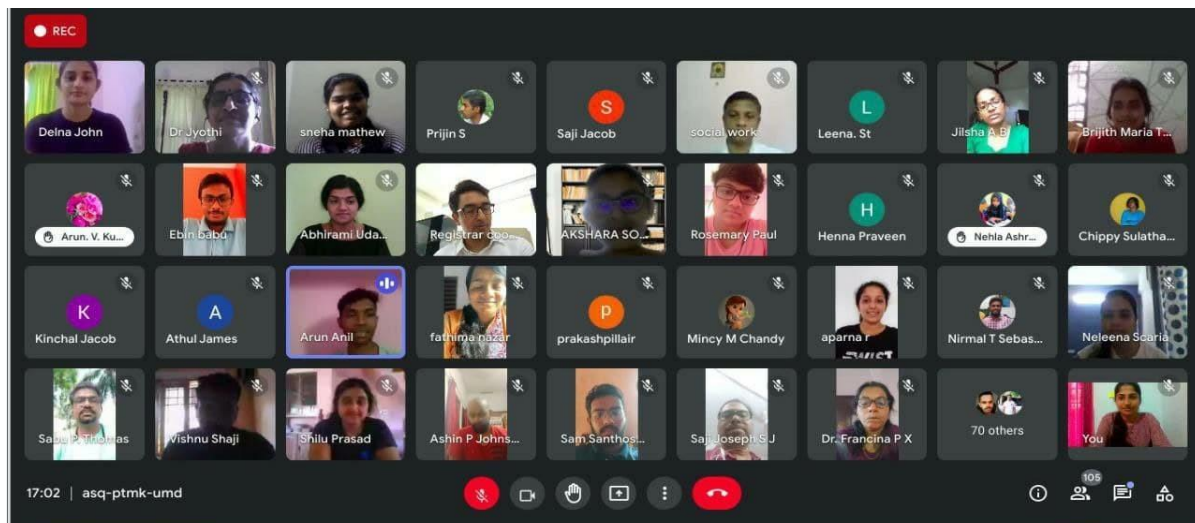 REC
Delna John
Dr Jyothi
sneha mathew
Prijin S
S
Saji Jacob
social work
L
Leena. St
Jilsha A B
Brijith Maria T...
Arun. V. Ku...
Ebin babu
Abhirami Uda...
Registrar coo...
AKSHARA SO...
Rosemary Paul
H
Henna Praveen
Nehla Ashr...
Chippy Sulatha...
K
Kinchal Jacob
A
Athul James
Arun Anil
fathima nazar
p
prakashpillair
Mincy M Chandy
aparna r
Nirmal T Sebas...
Neleena Scaria
Sabu P. Thomas
Vishnu Shaji
Shilu Prasad
Ashin P Johns...
Sam Santhos...
Saji Joseph S J
Dr. Francina P X
70 others
You
17:02 | asq-ptmk-umd
105